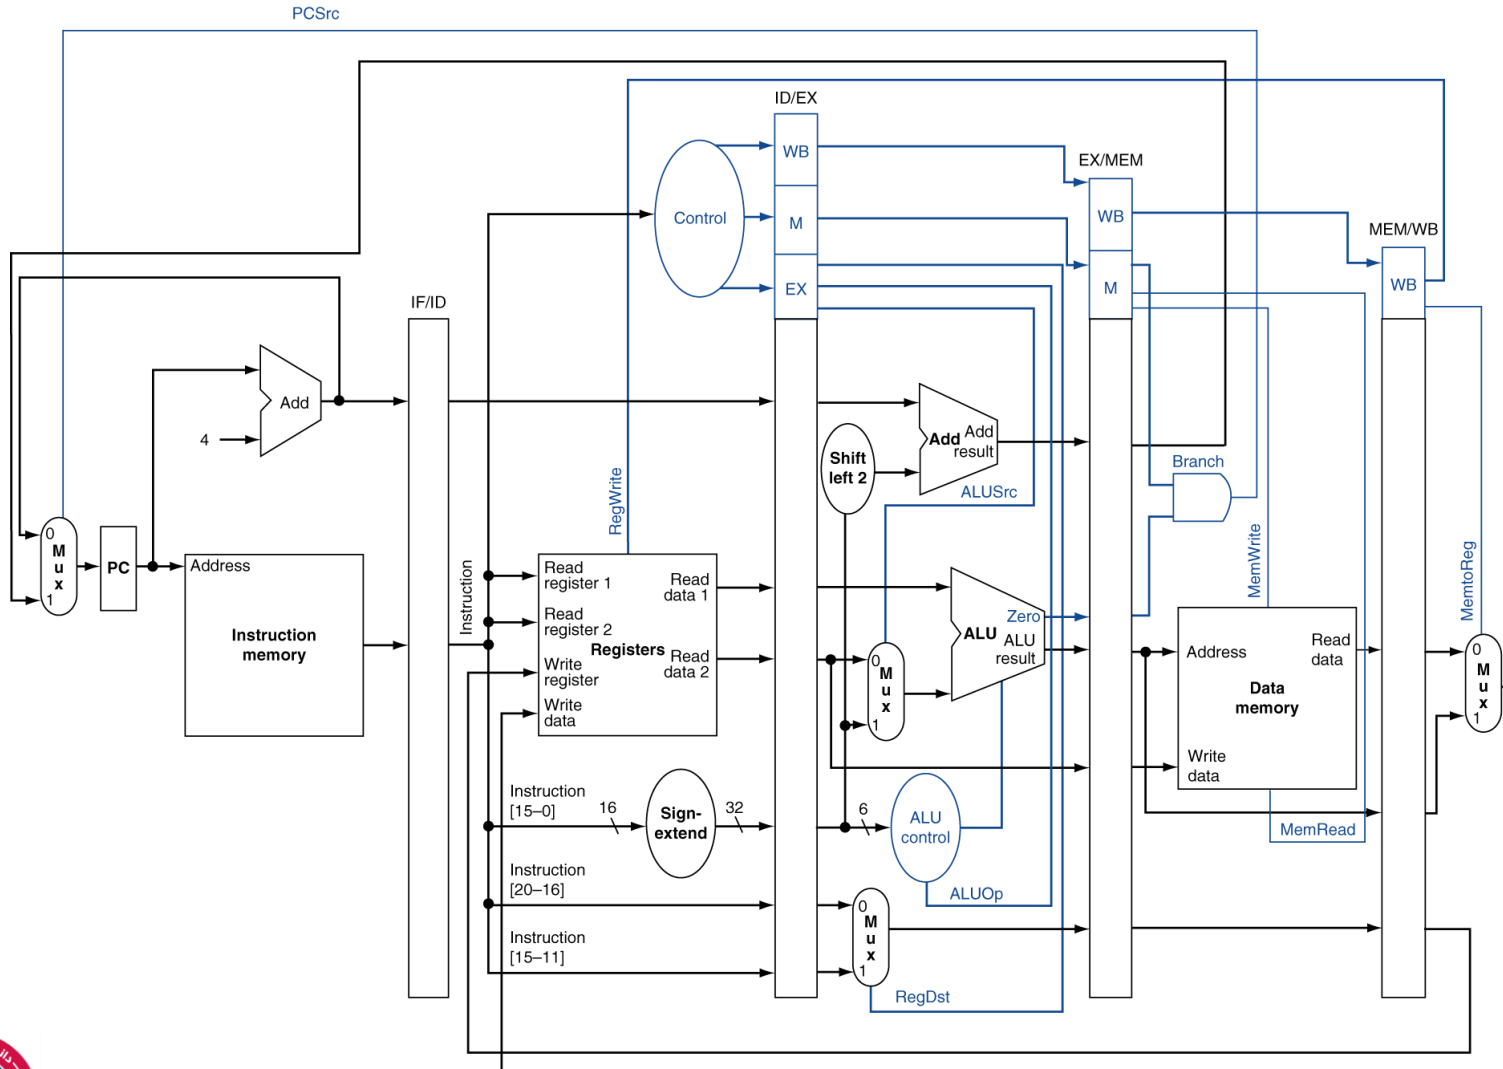 PCSrc
ID/EX
WB
EX/MEM
Control
M
WB
MEM/WB
EX
M
WB
IF/ID
Add
4
Add
Add
result
Shift
left 2
Branch
ALUSrc
RegWrite
MemWrite
MemtoReg
0
M
u
x
1
PC
Address
Instruction
memory
Instruction
Read
register 1
Read
register 2
Write
register
Write
data
Registers
Read
data 1
Read
data 2
0
M
u
x
1
Zero
ALU
ALU
result
Address
Read
data
Data
memory
Write
data
0
M
u
x
1
Instruction
[15–0]
16
Sign-
extend
32
6
ALU
control
MemRead
Instruction
[20–16]
ALUOp
0
M
u
x
1
Instruction
[15–11]
RegDst